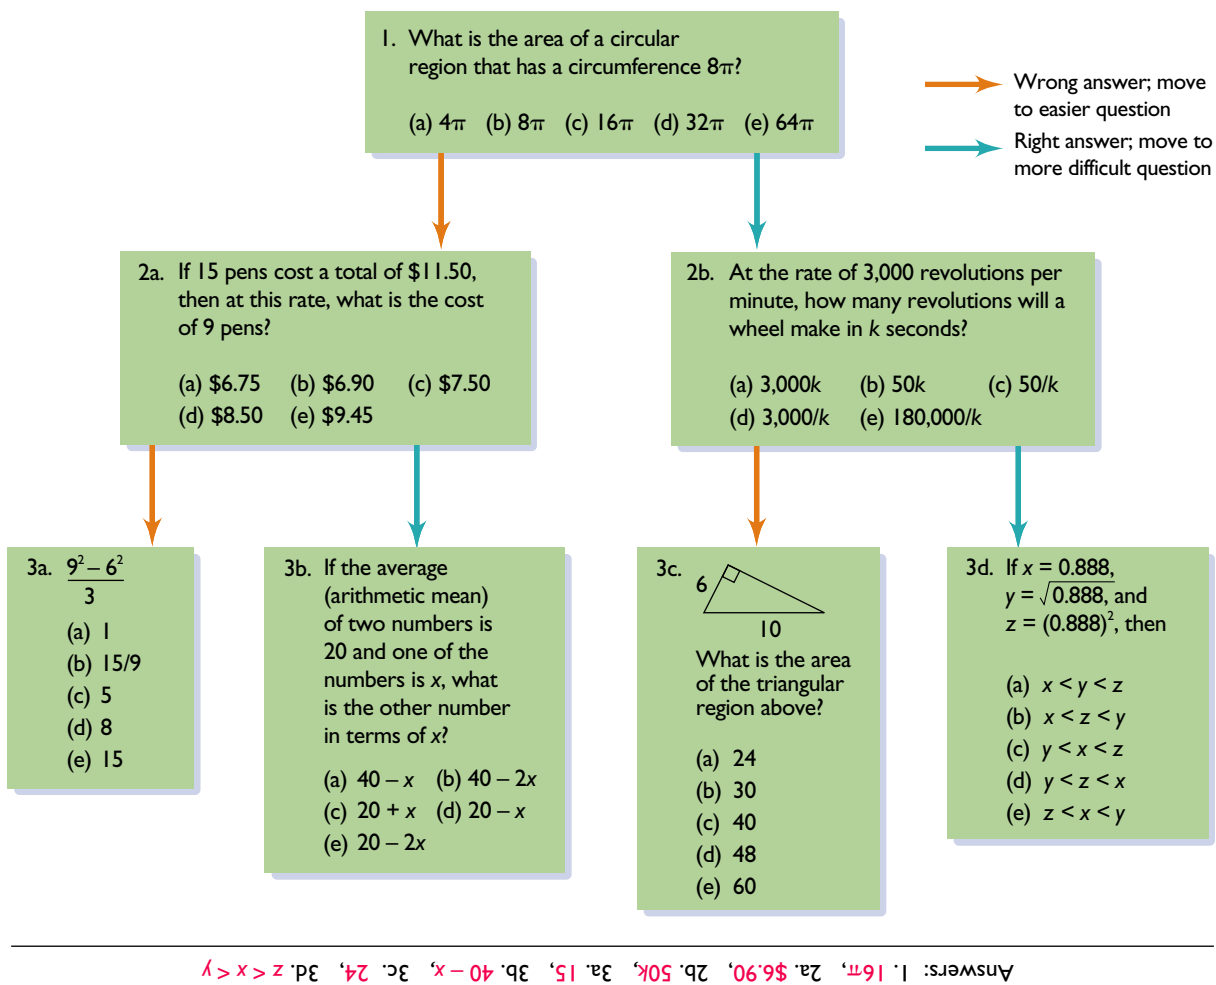 1. What is the area of a circular
region that has a circumference 8π?
(a) 4π (b) 8π (c) 16π (d) 32π (e) 64π
Wrong answer; move
to easier question
Right answer; move to
more difficult question
2a. If 15 pens cost a total of $11.50,
then at this rate, what is the cost
of 9 pens?
(a) $6.75 (b) $6.90 (c) $7.50
(d) $8.50 (e) $9.45
2b. At the rate of 3,000 revolutions per
minute, how many revolutions will a
wheel make in k seconds?
(a) 3,000k (b) 50k (c) 50/k
(d) 3,000/k (e) 180,000/k
3a. 9² – 6²
3
(a) 1
(b) 15/9
(c) 5
(d) 8
(e) 15
3b. If the average
(arithmetic mean)
of two numbers is
20 and one of the
numbers is x, what
is the other number
in terms of x?
(a) 40 – x (b) 40 – 2x
(c) 20 + x (d) 20 – x
(e) 20 – 2x
3c.
6
10
What is the area
of the triangular
region above?
(a) 24
(b) 30
(c) 40
(d) 48
(e) 60
3d. If x = 0.888,
y = √0.888, and
z = (0.888)², then
(a) x < y < z
(b) x < z < y
(c) y < x < z
(d) y < z < x
(e) z < x < y
Answers: 1. 16π, 2a. $6.90, 2b. 50k, 3a. 15, 3b. 40 – x, 3c. 24, 3d. z < x < y